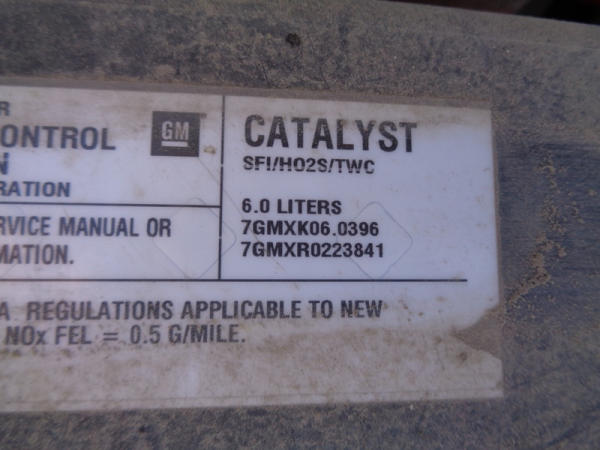 R
ONTROL
N
RATION
GM
RVICE MANUAL OR
MATION.
CATALYST
SFI/HO2S/TWC
6.0 LITERS
7GMXK06.0396
7GMXR0223841
A REGULATIONS APPLICABLE TO NEW
NOx FEL = 0.5 G/MILE.